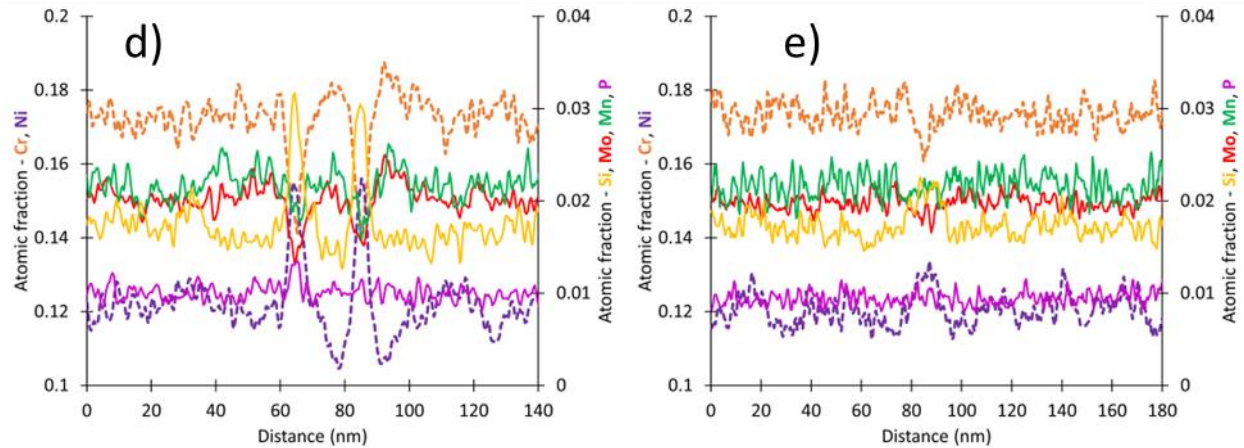 d)
0.2
0.18
0.16
0.14
0.12
0.1
Atomic fraction - Cr, Ni
0.04
0.03
0.02
0.01
0
Atomic fraction - Si, Mo, Mn, P
0 20 40 60 80 100 120 140
Distance (nm)
e)
0.2
0.18
0.16
0.14
0.12
0.1
Atomic fraction - Cr, Ni
0.04
0.03
0.02
0.01
0
Atomic fraction - Si, Mo, Mn, P
0 20 40 60 80 100 120 140 160 180
Distance (nm)